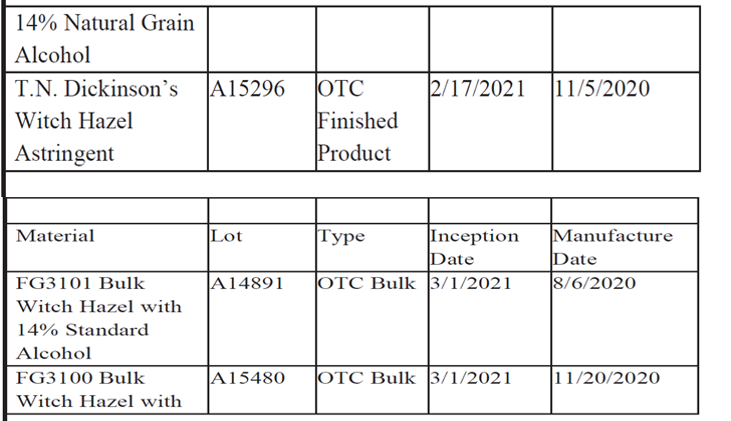 14% Natural Grain
Alcohol
T.N. Dickinson's A15296 OTC 2/17/2021 11/5/2020
Witch Hazel Finished
Astringent Product
Material Lot Type Inception Manufacture
Date Date
FG3101 Bulk A14891 OTC Bulk 3/1/2021 8/6/2020
Witch Hazel with
14% Standard
Alcohol
FG3100 Bulk A15480 OTC Bulk 3/1/2021 11/20/2020
Witch Hazel with